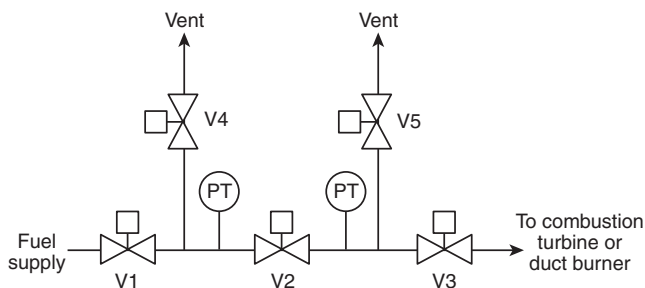 Vent
Vent
V4
V5
PT
PT
Fuel
supply
V1
V2
V3
To combustion
turbine or
duct burner